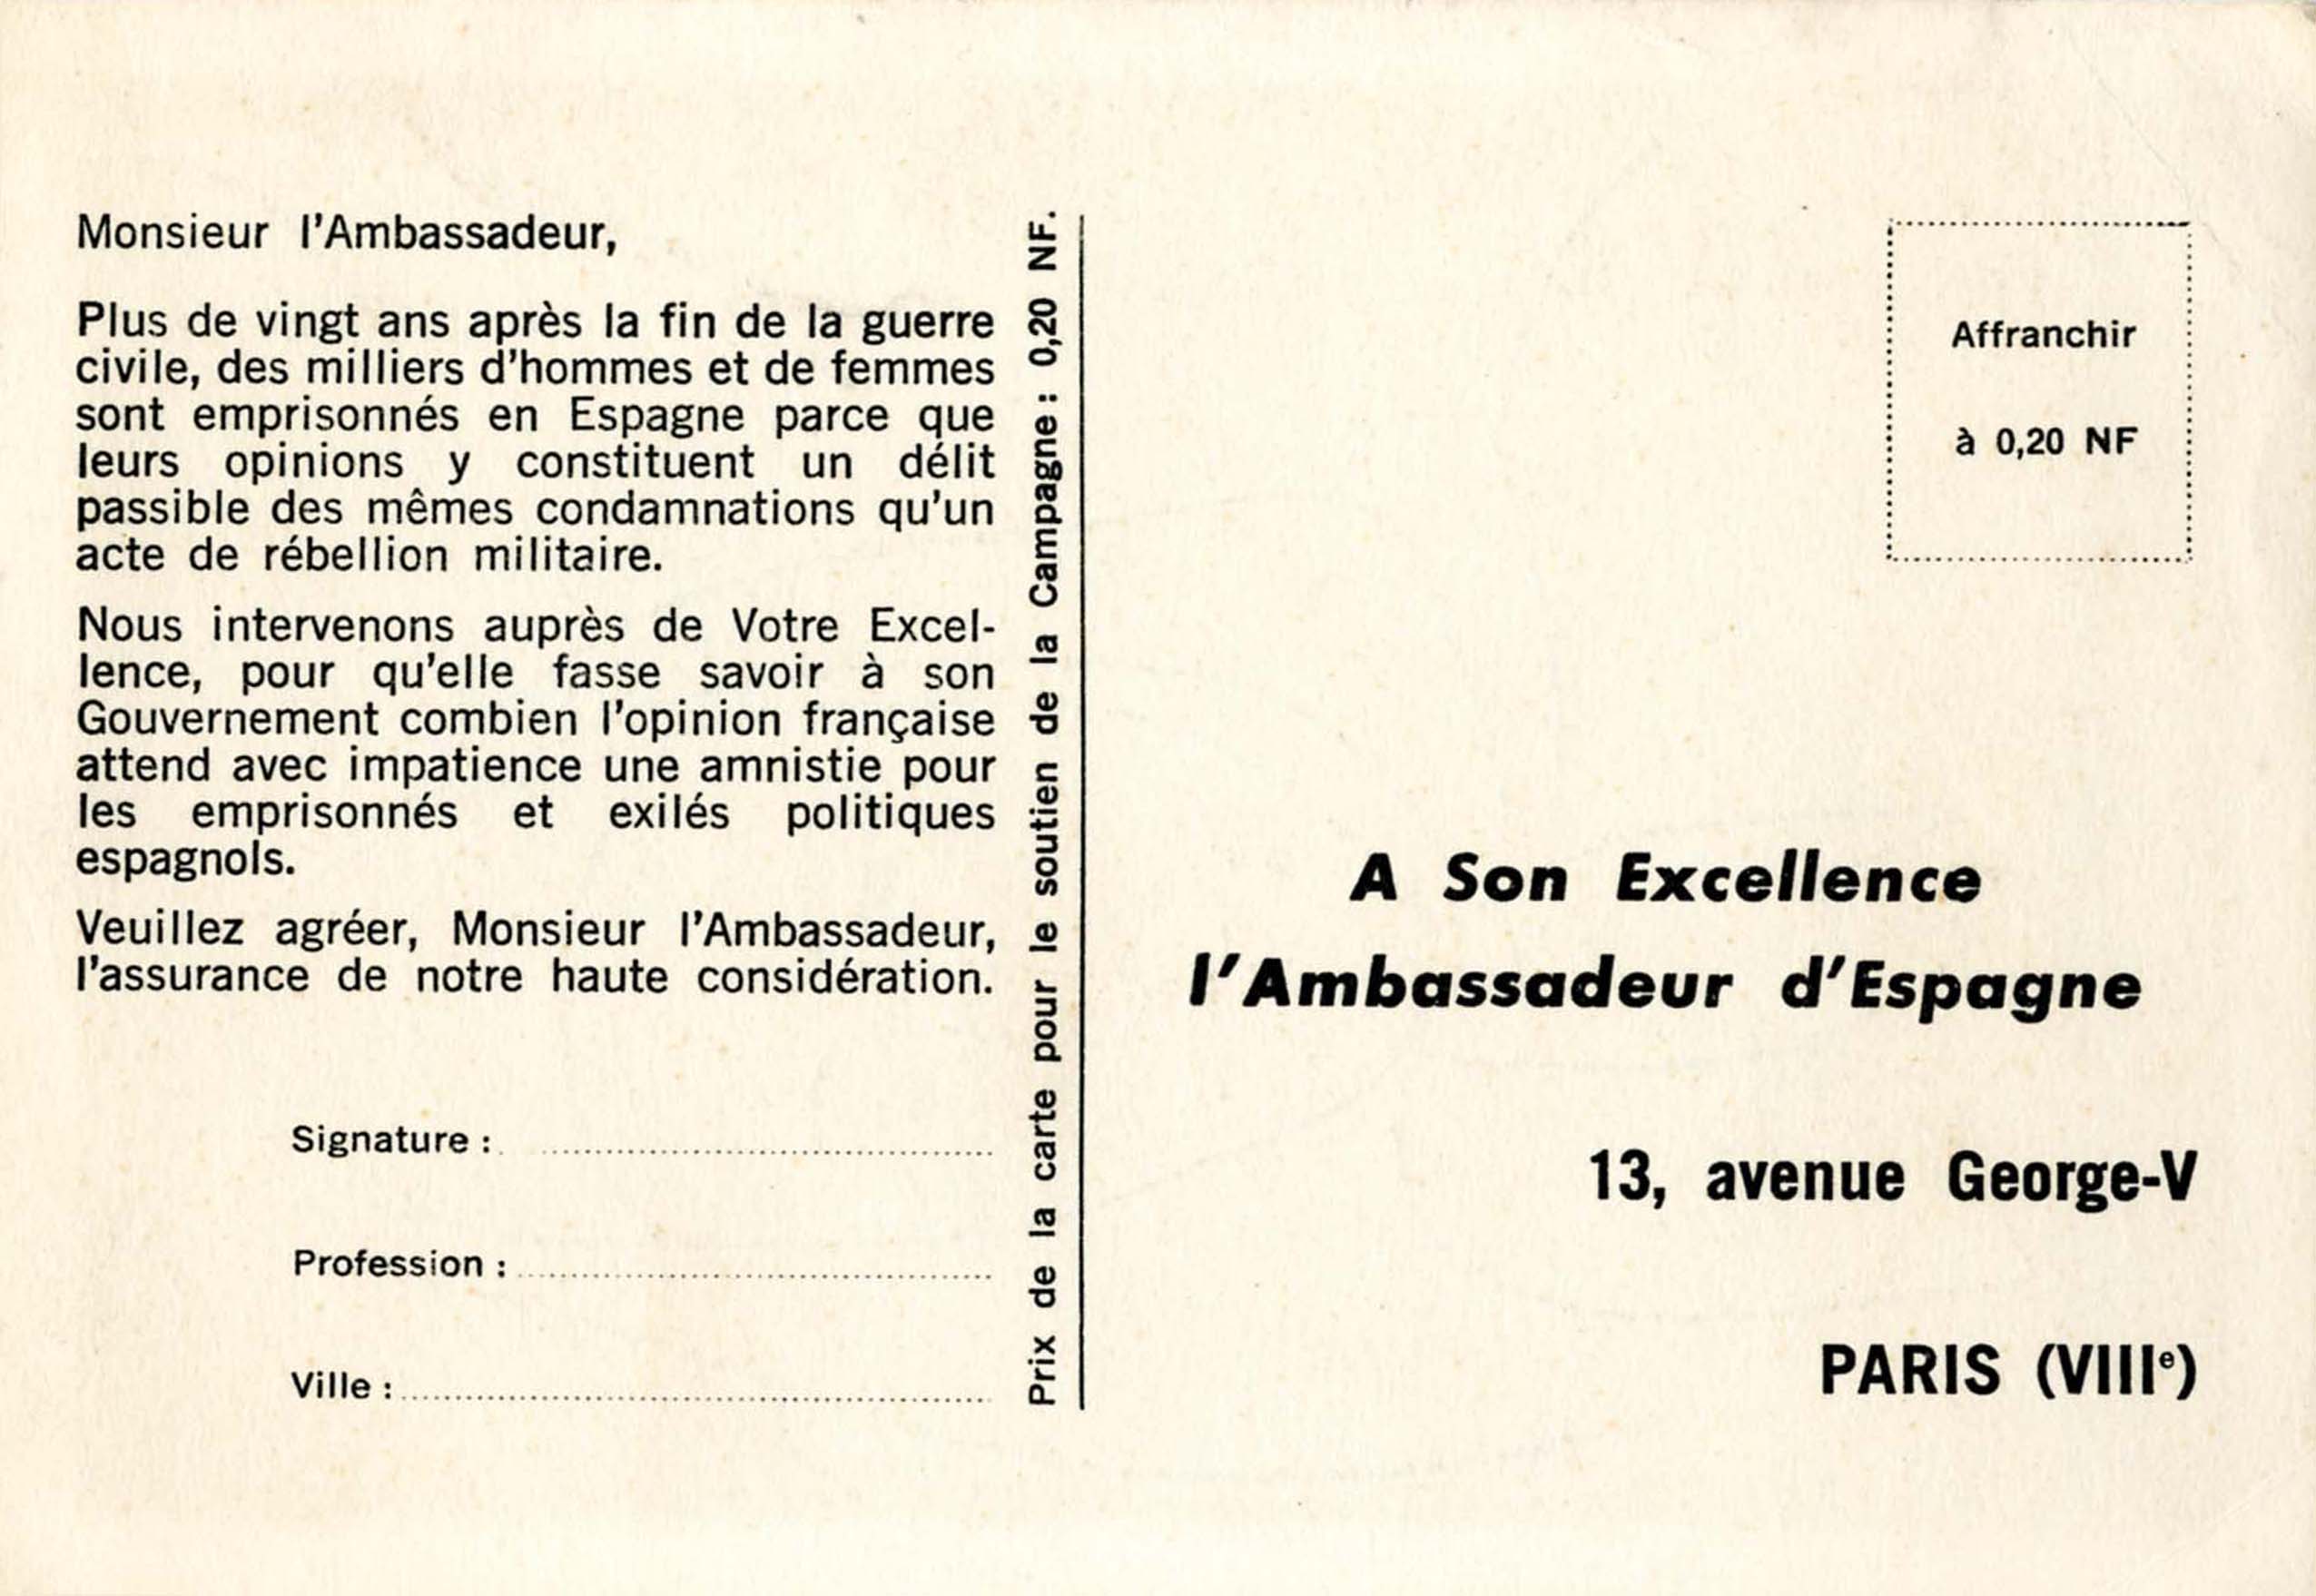 Monsieur l'Ambassadeur,
Plus de vingt ans après la fin de la guerre
civile, des milliers d'hommes et de femmes
sont emprisonnés en Espagne parce que
leurs opinions y constituent un délit
passible des mêmes condamnations qu'un
acte de rébellion militaire.
Nous intervenons auprès de Votre Excel-
lence, pour qu'elle fasse savoir à son
Gouvernement combien l'opinion française
attend avec impatience une amnistie pour
les emprisonnés et exilés politiques
espagnols.
Veuillez agréer, Monsieur l'Ambassadeur,
l'assurance de notre haute considération.
Signature :
Profession :
Ville :
Prix de la carte pour le soutien de la Campagne : 0,20 NF.
Affranchir
à 0,20 NF
A Son Excellence
l'Ambassadeur d'Espagne
13, avenue George-V
PARIS (VIIIe)